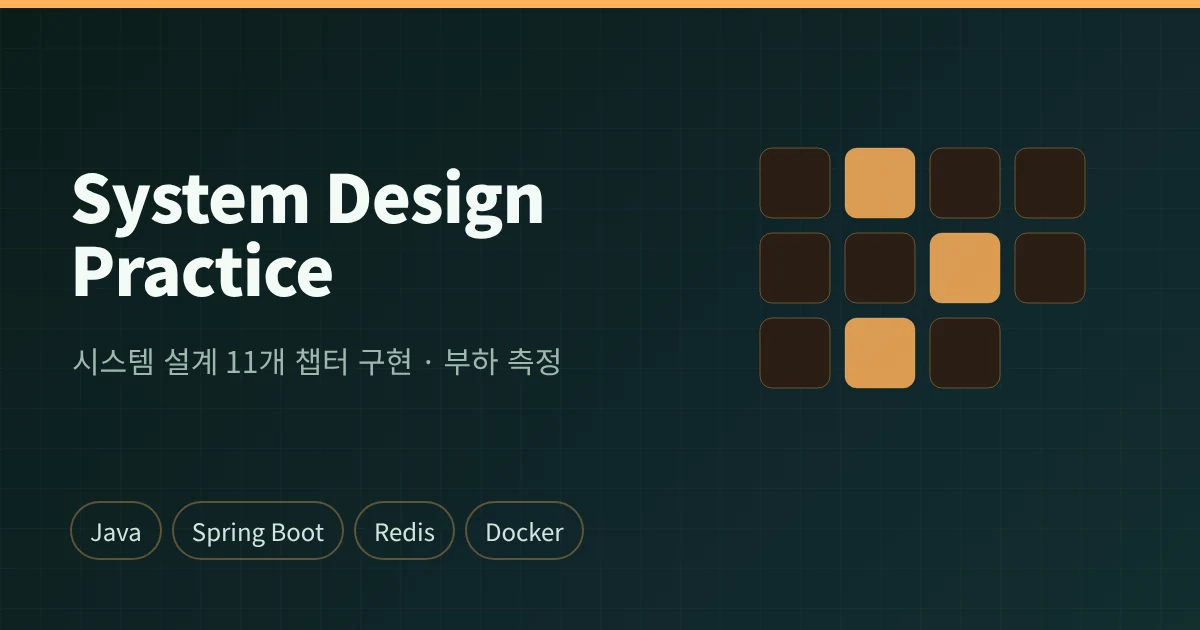 System Design
Practice
시스템 설계 11개 챕터 구현 · 부하 측정
Java
Spring Boot
Redis
Docker